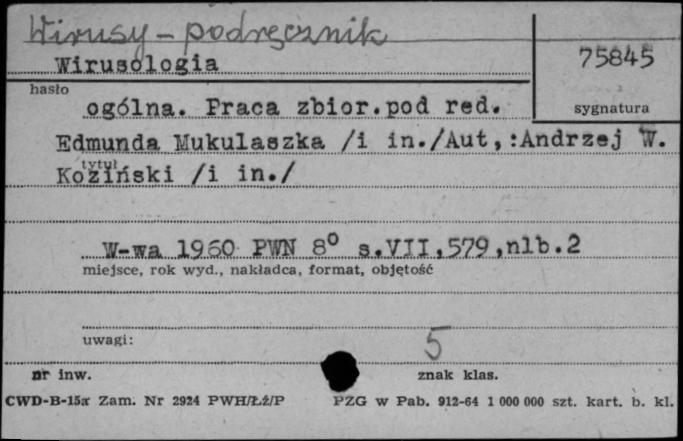 Wirusy - podręcznik
Wirusologia
75845
hasło
ogólna. Praca zbior.pod red.
sygnatura
Edmunda Mukulaszka /i in./Aut,:Andrzej W.
tytuł
Koziński /i in./
W-wa 1960 PWN 8° s.VII,579,nlb.2
miejsce, rok wyd., nakładca, format, objętość
uwagi:
5
nr inw.
znak klas.
CWD-B-15a Zam. Nr 2924 PWH/Łź/P
PZG w Pab. 912-64 1 000 000 szt. kart. b. kl.